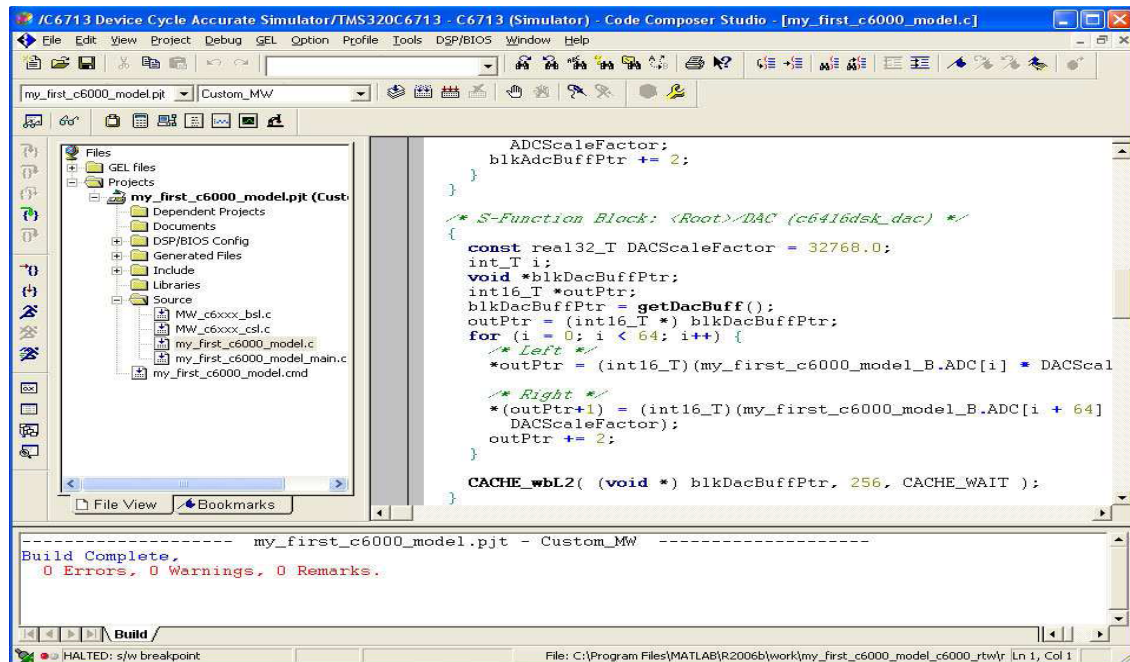 /C6713 Device Cycle Accurate Simulator/TMS320C6713 - C6713 (Simulator) - Code Composer Studio - [my_first_c6000_model.c]
File Edit View Project Debug GEL Option Profile Tools DSP/BIOS Window Help
my_first_c6000_model.pjt Custom_MW
Files
GEL files
Projects
my_first_c6000_model.pjt (Cust
Dependent Projects
Documents
DSP/BIOS Config
Generated Files
Include
Libraries
Source
MW_c6xxx_bsl.c
MW_c6xxx_csl.c
my_first_c6000_model.c
my_first_c6000_model_main.c
my_first_c6000_model.cmd
File View Bookmarks
ADCScaleFactor;
blkAdcBuffPtr += 2;
}
}
/* S-Function Block: <Root>/DAC (c6416dsk_dac) */
{
const real32_T DACScaleFactor = 32768.0;
int_T i;
void *blkDacBuffPtr;
int16_T *outPtr;
blkDacBuffPtr = getDacBuff();
outPtr = (int16_T *) blkDacBuffPtr;
for (i = 0; i < 64; i++) {
/* Left */
*outPtr = (int16_T)(my_first_c6000_model_B.ADC[i] * DACScal
/* Right */
*(outPtr+1) = (int16_T)(my_first_c6000_model_B.ADC[i + 64]
DACScaleFactor);
outPtr += 2;
}
CACHE_wbL2( (void *) blkDacBuffPtr, 256, CACHE_WAIT );
}
-------------------- my_first_c6000_model.pjt - Custom_MW --------------------
Build Complete,
0 Errors, 0 Warnings, 0 Remarks.
Build
HALTED: s/w breakpoint File: C:\Program Files\MATLAB\R2006b\work\my_first_c6000_model_c6000_rtw\r Ln 1, Col 1